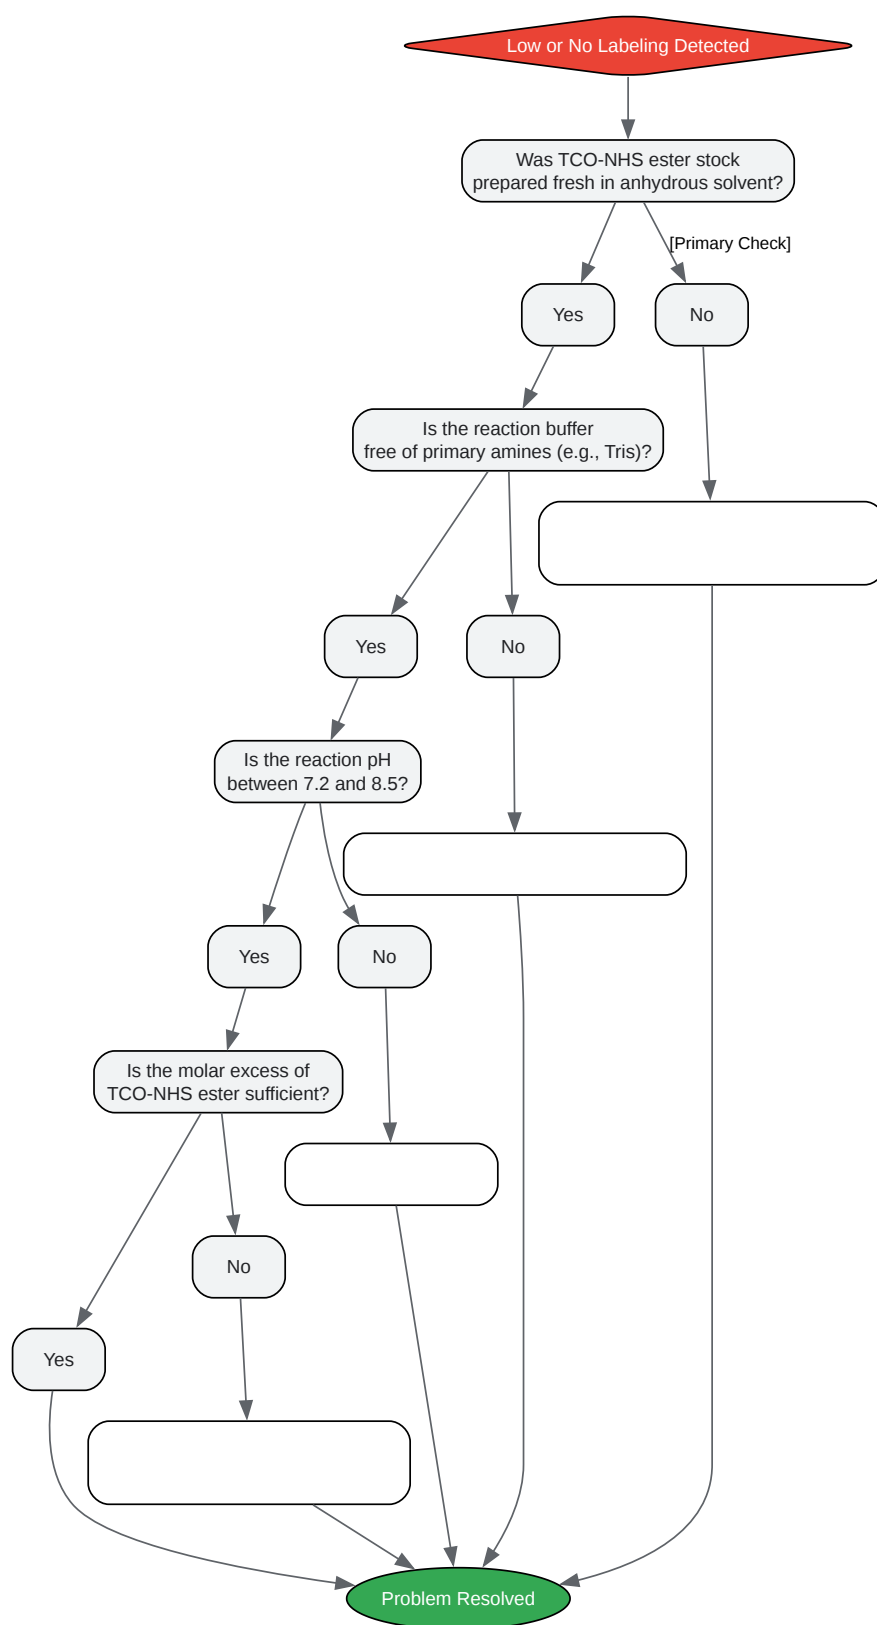 Low or No Labeling Detected
Was TCO-NHS ester stock
prepared fresh in anhydrous solvent?
[Primary Check]
Yes
No
Is the reaction buffer
free of primary amines (e.g., Tris)?
Yes
No
Is the reaction pH
between 7.2 and 8.5?
Yes
No
Is the molar excess of
TCO-NHS ester sufficient?
No
Yes
Problem Resolved